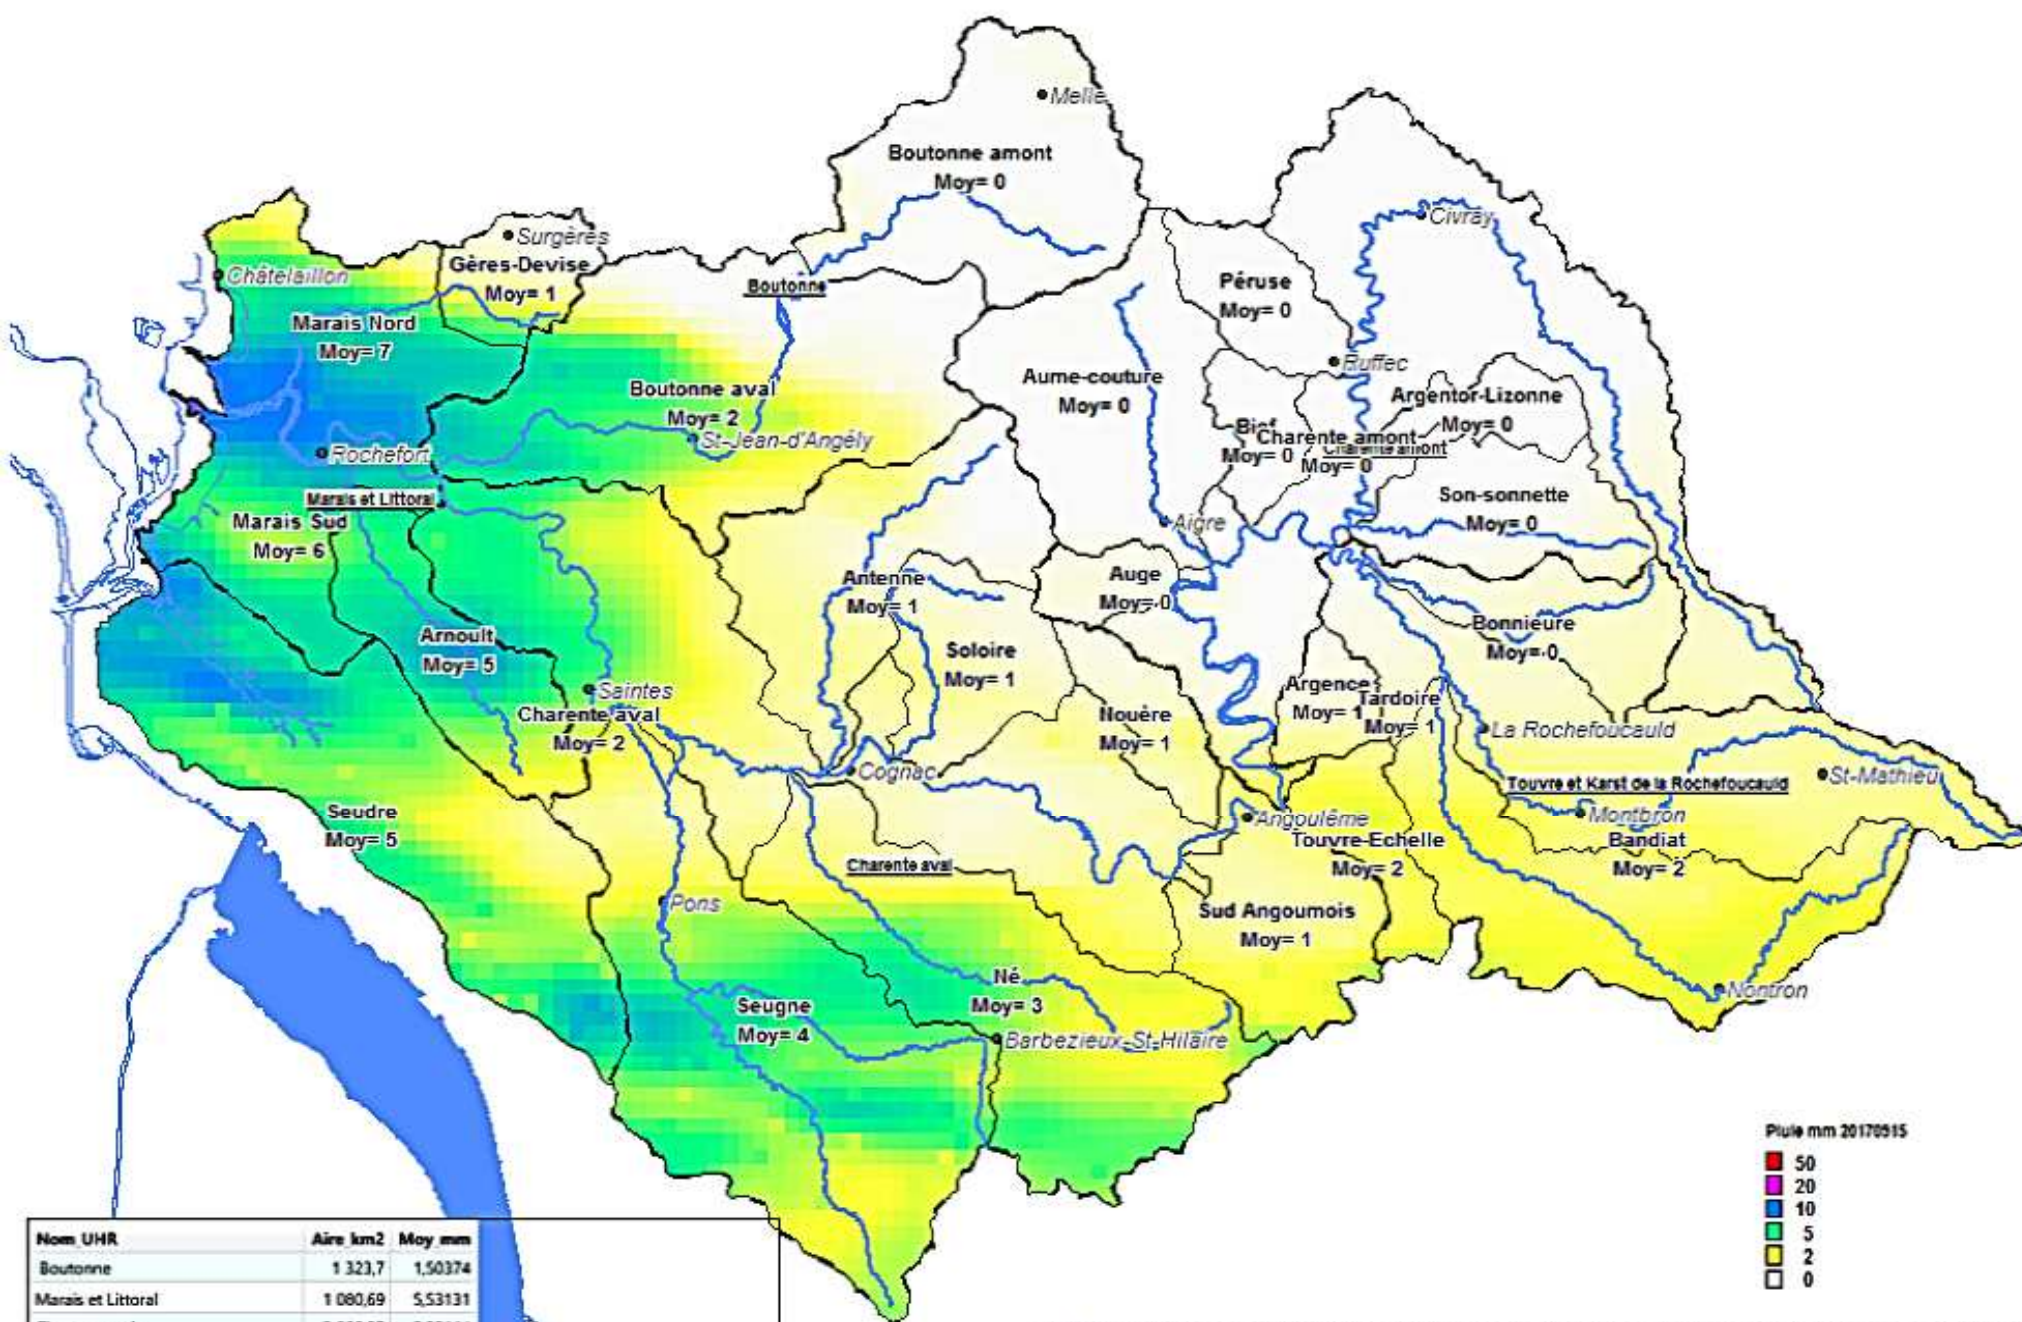 Melle
Boutonne amont
Moy= 0
Civray
Surgères
Gères-Devise
Moy= 1
Châtelaillon
Boutonne
Péruse
Moy= 0
Marais Nord
Moy= 7
Ruffec
Aume-couture
Moy= 0
Boutonne aval
Moy= 2
Argentor-Lizonne
Moy= 0
St-Jean-d'Angély
Bief
Moy= 0
Charente amont
Charente amont
Moy= 0
Rochefort
Marais et Littoral
Son-sonnette
Moy= 0
Marais Sud
Moy= 6
Aigre
Antenne
Moy= 1
Auge
Moy= 0
Arnoult
Moy= 5
Bonnieure
Moy= 0
Soloire
Moy= 1
Saintes
Argence
Moy= 1
Tardoire
Moy= 1
Charente aval
Moy= 2
Nouère
Moy= 1
La Rochefoucauld
Cognac
Touvre et Karst de la Rochefoucauld
St-Mathieu
Seudre
Moy= 5
Angoulême
Montbron
Touvre-Echelle
Moy= 2
Bandiat
Moy= 2
Charente aval
Pons
Sud Angoumois
Moy= 1
Né
Moy= 3
Nontron
Seugne
Moy= 4
Barbezieux-St-Hilaire
Pluie mm 20170915
50
20
10
5
2
0
Nom_UHR Aire_km2 Moy_mm
Boutonne 1 323,7 1,50374
Marais et Littoral 1 080,69 5,53131